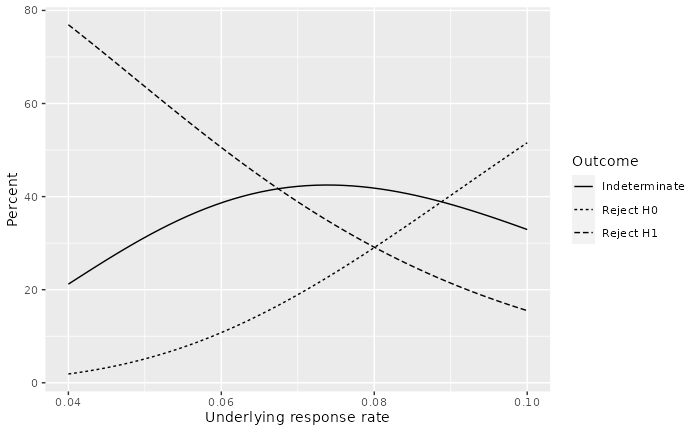 80
60
40
20
0
Percent
0.04
0.06
0.08
0.10
Underlying response rate
Outcome
Indeterminate
Reject H0
Reject H1